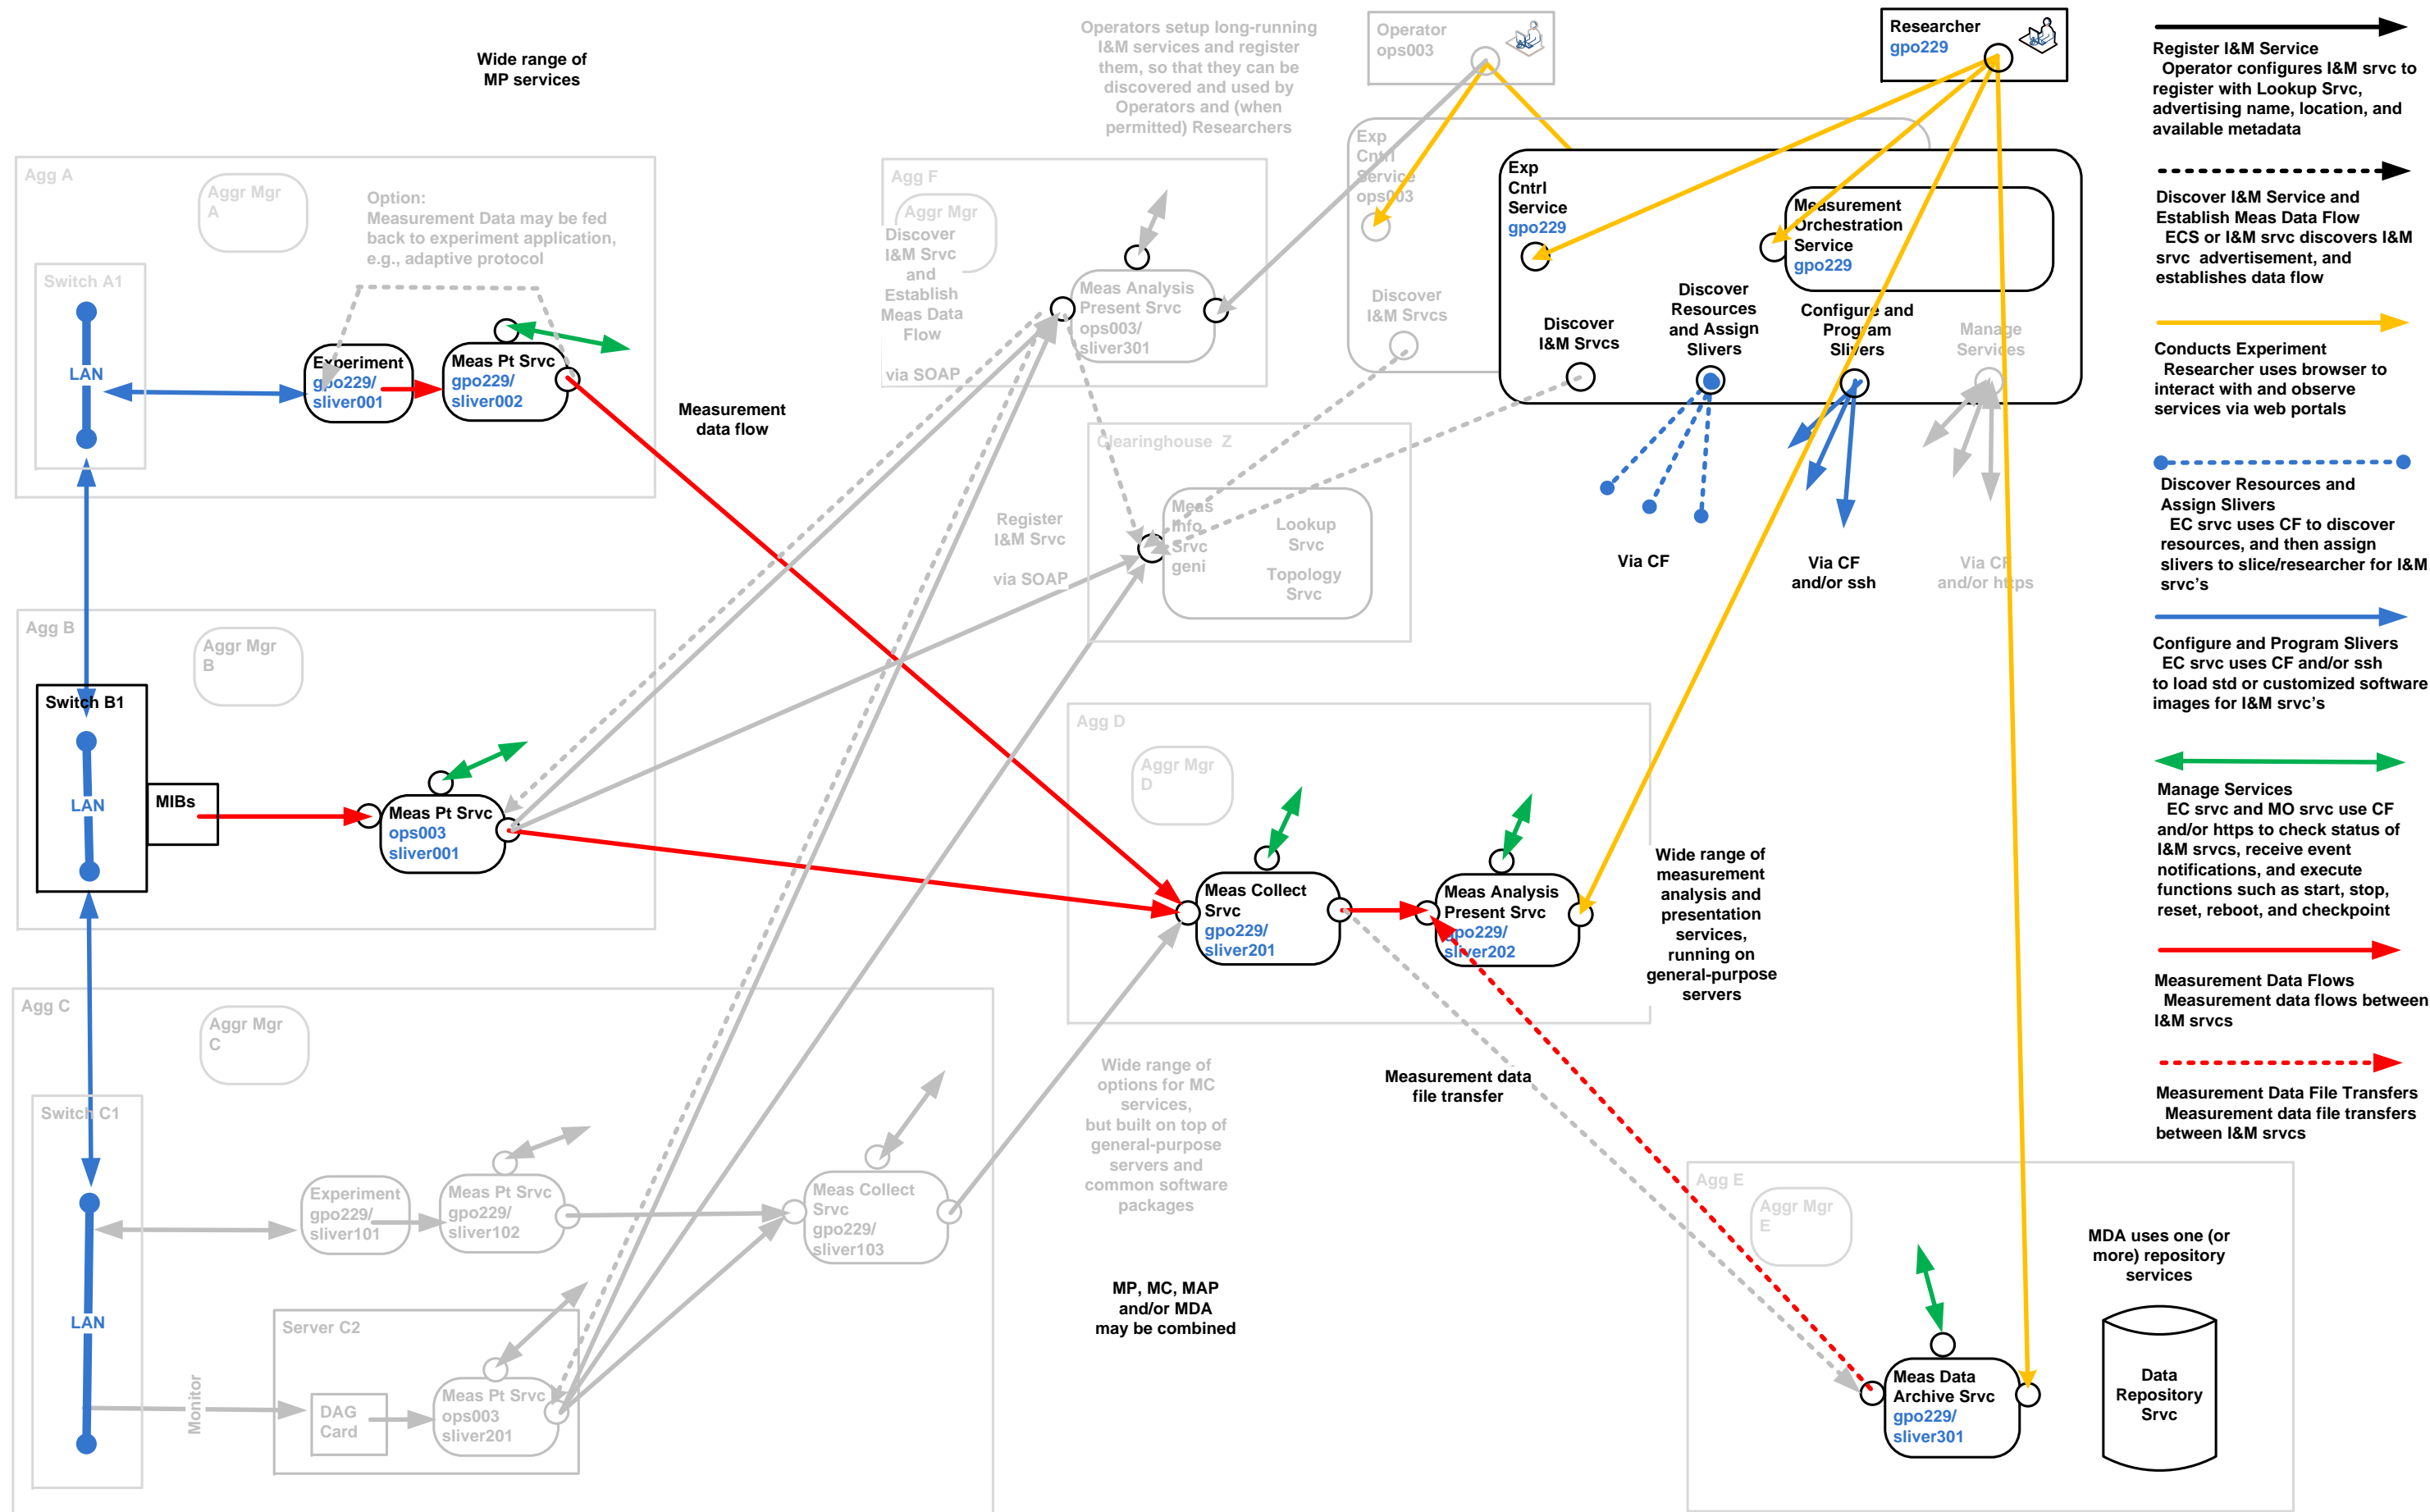 Wide range of
MP services
Operators setup long-running
I&M services and register
them, so that they can be
discovered and used by
Operators and (when
permitted) Researchers
Operator
ops003
Researcher
gpo229
Register I&M Service
Operator configures I&M srvc to
register with Lookup Srvc,
advertising name, location, and
available metadata
Discover I&M Service and
Establish Meas Data Flow
ECS or I&M srvc discovers I&M
srvc advertisement, and
establishes data flow
Conducts Experiment
Researcher uses browser to
interact with and observe
services via web portals
Discover Resources and
Assign Slivers
EC srvc uses CF to discover
resources, and then assign
slivers to slice/researcher for I&M
srvc's
Configure and Program Slivers
EC srvc uses CF and/or ssh
to load std or customized software
images for I&M srvc's
Manage Services
EC srvc and MO srvc use CF
and/or https to check status of
I&M srvcs, receive event
notifications, and execute
functions such as start, stop,
reset, reboot, and checkpoint
Measurement Data Flows
Measurement data flows between
I&M srvcs
Measurement Data File Transfers
Measurement data file transfers
between I&M srvcs
Agg A
Aggr Mgr
A
Option:
Measurement Data may be fed
back to experiment application,
e.g., adaptive protocol
Switch A1
LAN
Experiment
gpo229/
sliver001
Meas Pt Srvc
gpo229/
sliver002
Measurement
data flow
Agg F
Aggr Mgr
Discover
I&M Srvc
and
Establish
Meas Data
Flow
via SOAP
Meas Analysis
Present Srvc
ops003/
sliver301
Exp
Cntrl
Service
ops003
Discover
I&M Srvcs
Exp
Cntrl
Service
gpo229
Measurement
Orchestration
Service
gpo229
Discover
I&M Srvcs
Discover
Resources
and Assign
Slivers
Configure and
Program
Slivers
Manage
Services
Via CF
Via CF
and/or ssh
Via CF
and/or https
Clearinghouse Z
Meas
Info
Srvc
geni
Lookup
Srvc
Topology
Srvc
Register
I&M Srvc
via SOAP
Agg B
Aggr Mgr
B
Switch B1
LAN
MIBs
Meas Pt Srvc
ops003
sliver001
Agg D
Aggr Mgr
D
Meas Collect
Srvc
gpo229/
sliver201
Meas Analysis
Present Srvc
gpo229/
sliver202
Wide range of
measurement
analysis and
presentation
services,
running on
general-purpose
servers
Agg C
Aggr Mgr
C
Switch C1
LAN
Experiment
gpo229/
sliver101
Meas Pt Srvc
gpo229/
sliver102
Meas Collect
Srvc
gpo229/
sliver103
Server C2
Monitor
DAG
Card
Meas Pt Srvc
ops003
sliver201
Wide range of
options for MC
services,
but built on top of
general-purpose
servers and
common software
packages
Measurement data
file transfer
MP, MC, MAP
and/or MDA
may be combined
Agg E
Aggr Mgr
E
MDA uses one (or
more) repository
services
Meas Data
Archive Srvc
gpo229/
sliver301
Data
Repository
Srvc